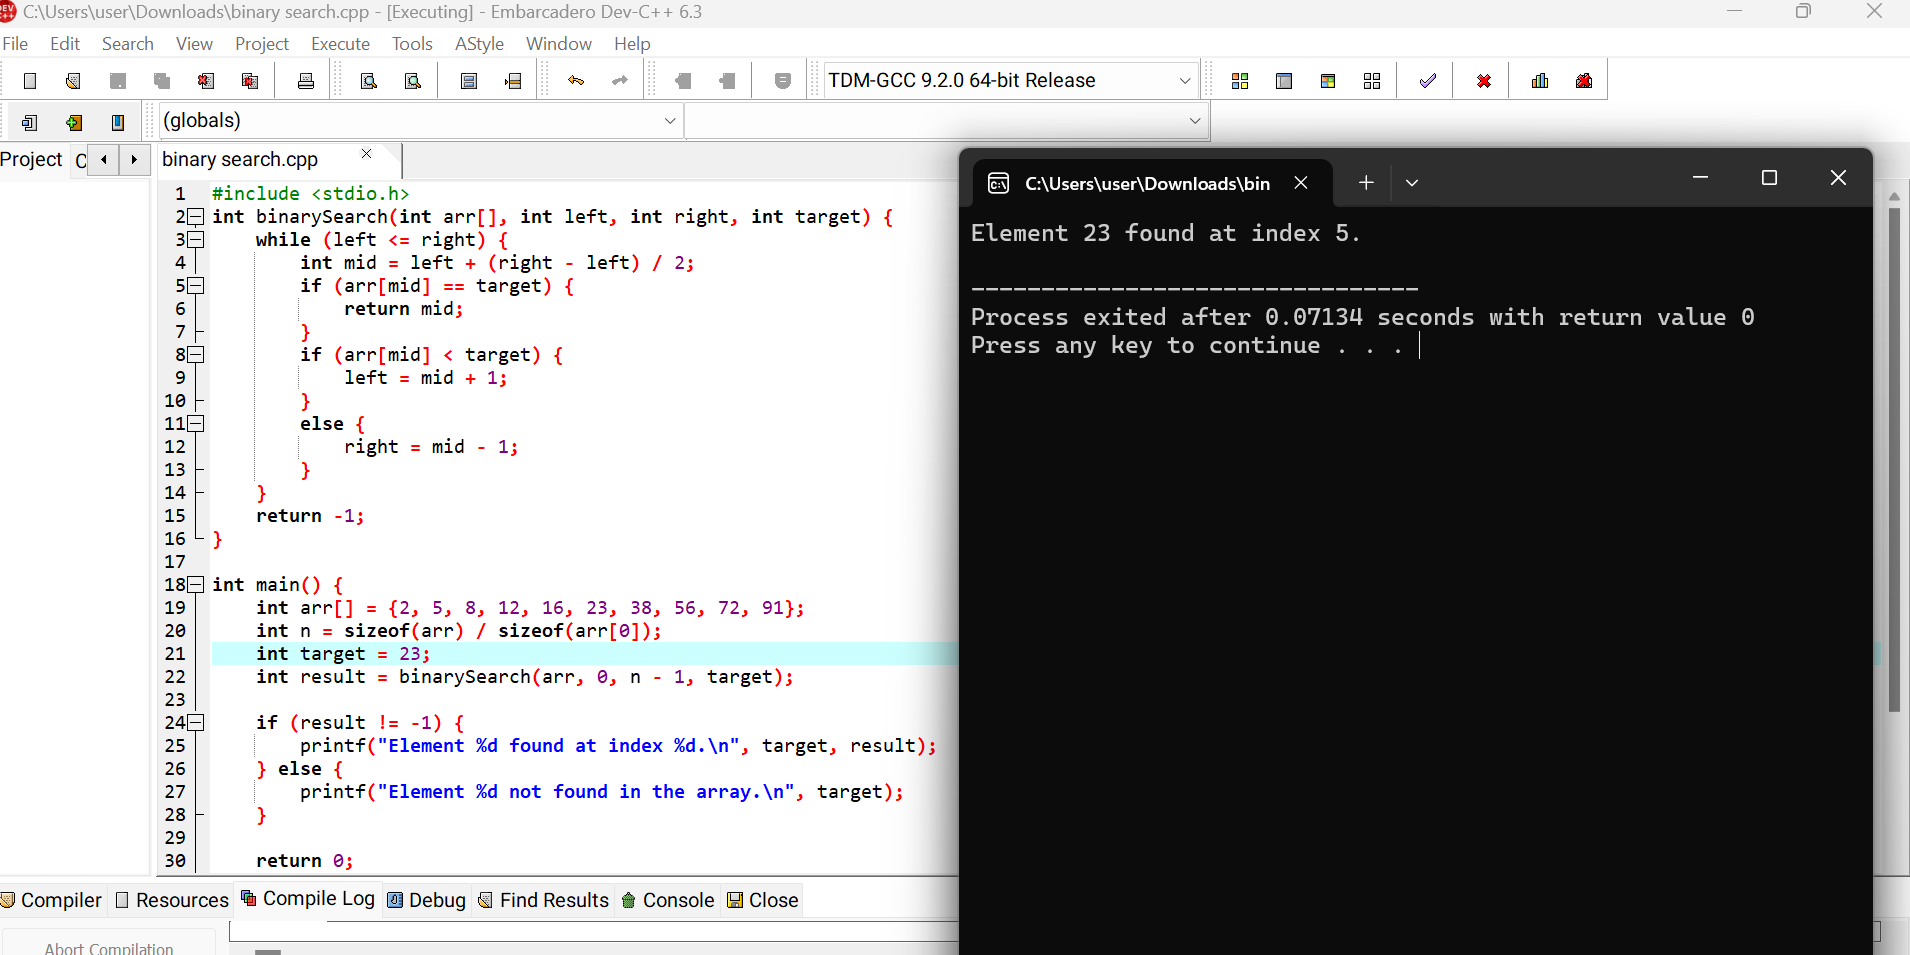 C:\Users\user\Downloads\binary search.cpp - [Executing] - Embarcadero Dev-C++ 6.3
File Edit Search View Project Execute Tools AStyle Window Help
TDM-GCC 9.2.0 64-bit Release
(globals)
Project C
binary search.cpp
1 #include <stdio.h>
2 int binarySearch(int arr[], int left, int right, int target) {
3     while (left <= right) {
4         int mid = left + (right - left) / 2;
5         if (arr[mid] == target) {
6             return mid;
7         }
8         if (arr[mid] < target) {
9             left = mid + 1;
10         }
11         else {
12             right = mid - 1;
13         }
14     }
15     return -1;
16 }
17
18 int main() {
19     int arr[] = {2, 5, 8, 12, 16, 23, 38, 56, 72, 91};
20     int n = sizeof(arr) / sizeof(arr[0]);
21     int target = 23;
22     int result = binarySearch(arr, 0, n - 1, target);
23
24     if (result != -1) {
25         printf("Element %d found at index %d.\n", target, result);
26     } else {
27         printf("Element %d not found in the array.\n", target);
28     }
29
30     return 0;
C:\Users\user\Downloads\bin
Element 23 found at index 5.
--------------------------------
Process exited after 0.07134 seconds with return value 0
Press any key to continue . . .
Compiler Resources Compile Log Debug Find Results Console Close
Abort Compilation